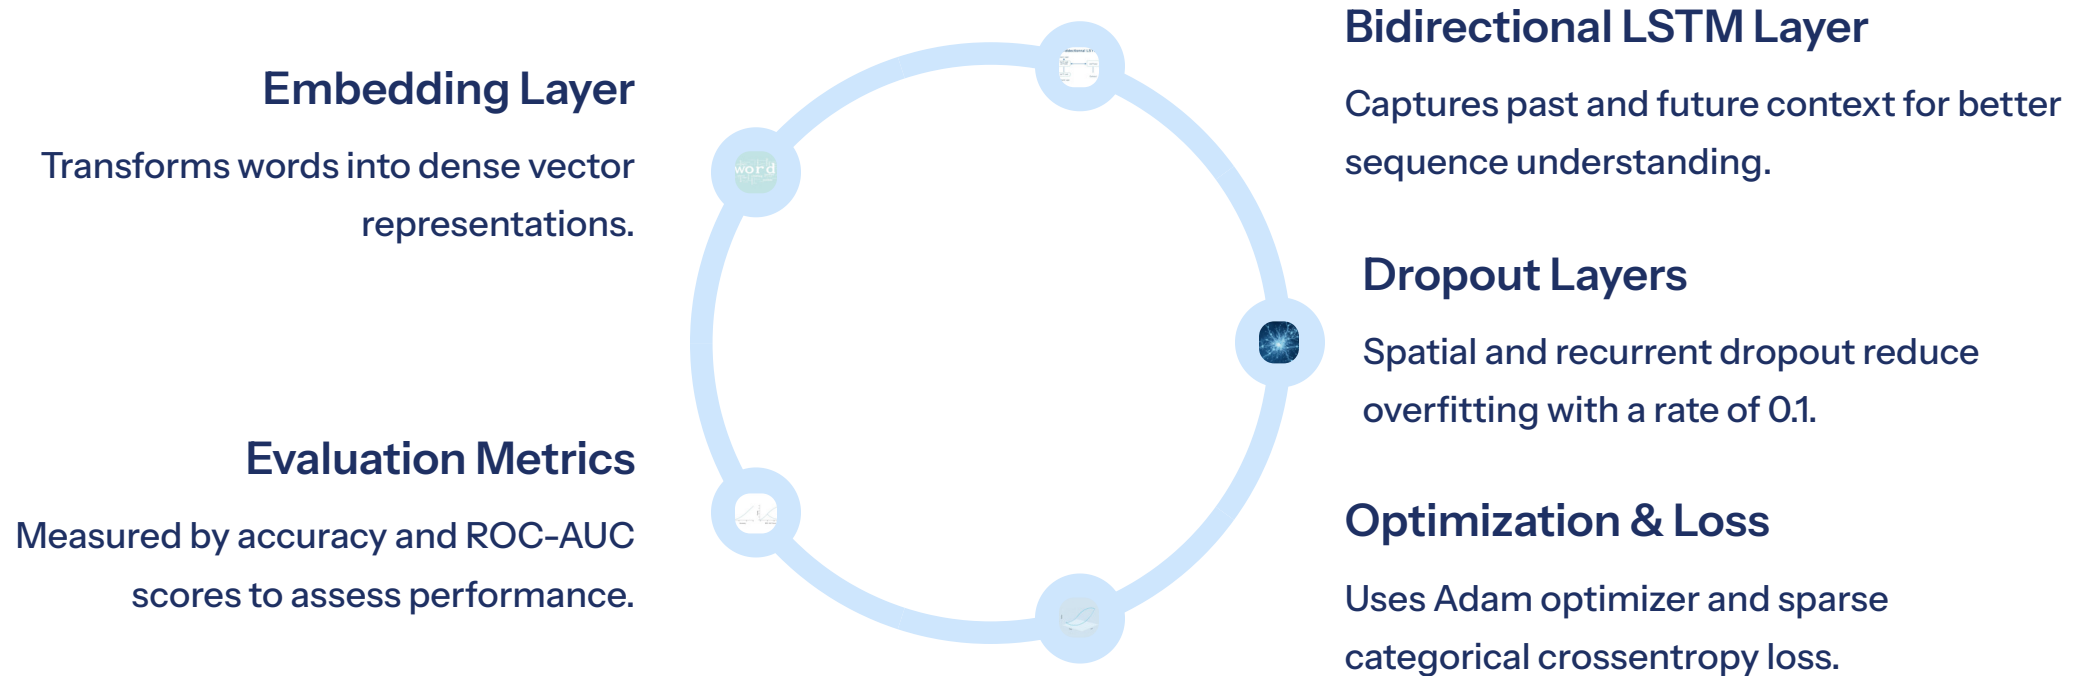 Embedding Layer
Transforms words into dense vector
representations.
word
Bidirectional LSTM Layer
Captures past and future context for better
sequence understanding.
Dropout Layers
Spatial and recurrent dropout reduce
overfitting with a rate of 0.1.
Optimization & Loss
Uses Adam optimizer and sparse
categorical crossentropy loss.
Evaluation Metrics
Measured by accuracy and ROC-AUC
scores to assess performance.